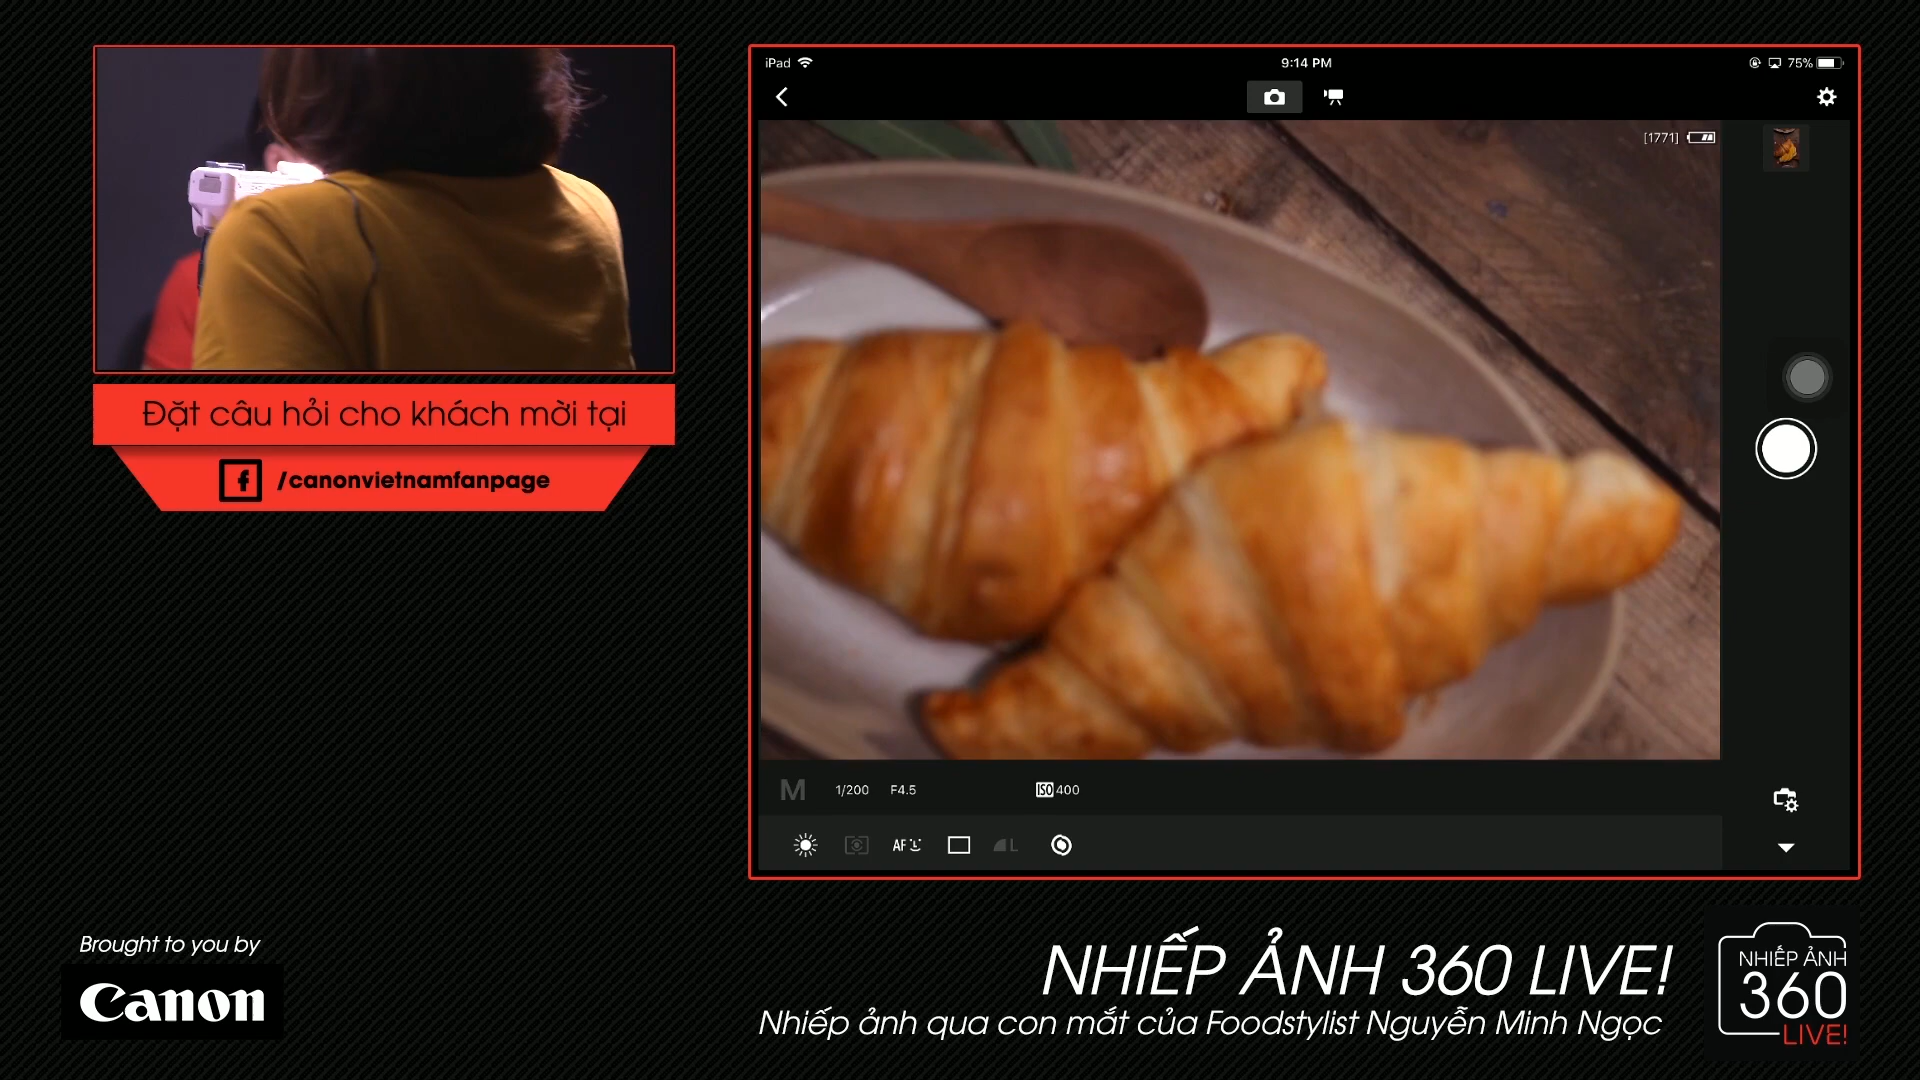 Đặt câu hỏi cho khách mời tại
f /canonvietnamfanpage
iPad
9:14 PM
75%
[1771]
M
1/200
F4.5
ISO 400
AF
L
Brought to you by
Canon
NHIẾP ẢNH 360 LIVE!
Nhiếp ảnh qua con mắt của Foodstylist Nguyễn Minh Ngọc
NHIẾP ẢNH
360
LIVE!